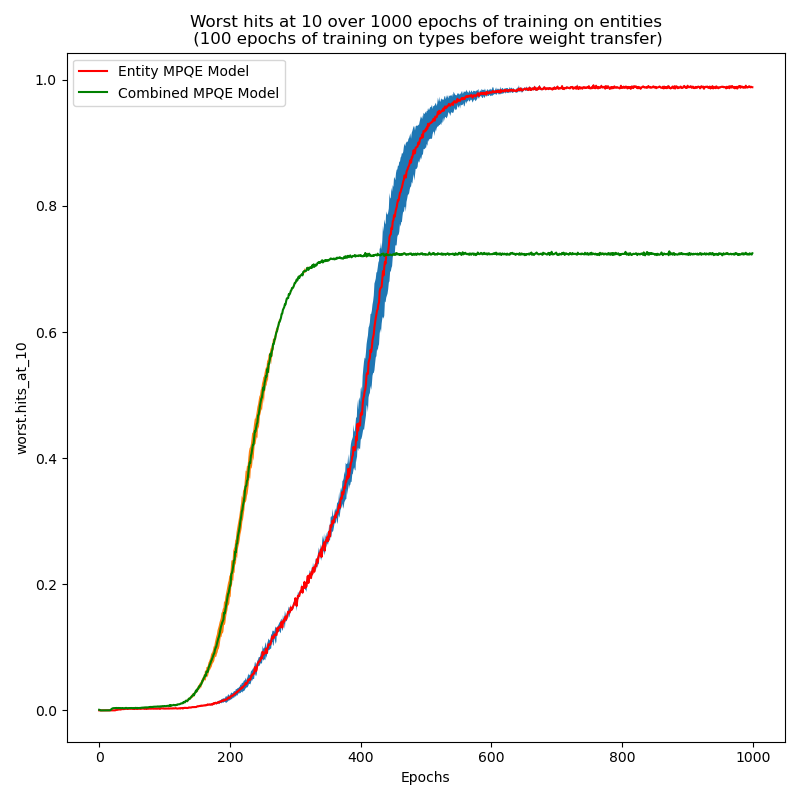 Worst hits at 10 over 1000 epochs of training on entities
(100 epochs of training on types before weight transfer)
Entity MPQE Model
Combined MPQE Model
1.0
0.8
0.6
0.4
0.2
0.0
worst.hits_at_10
0 200 400 600 800 1000
Epochs